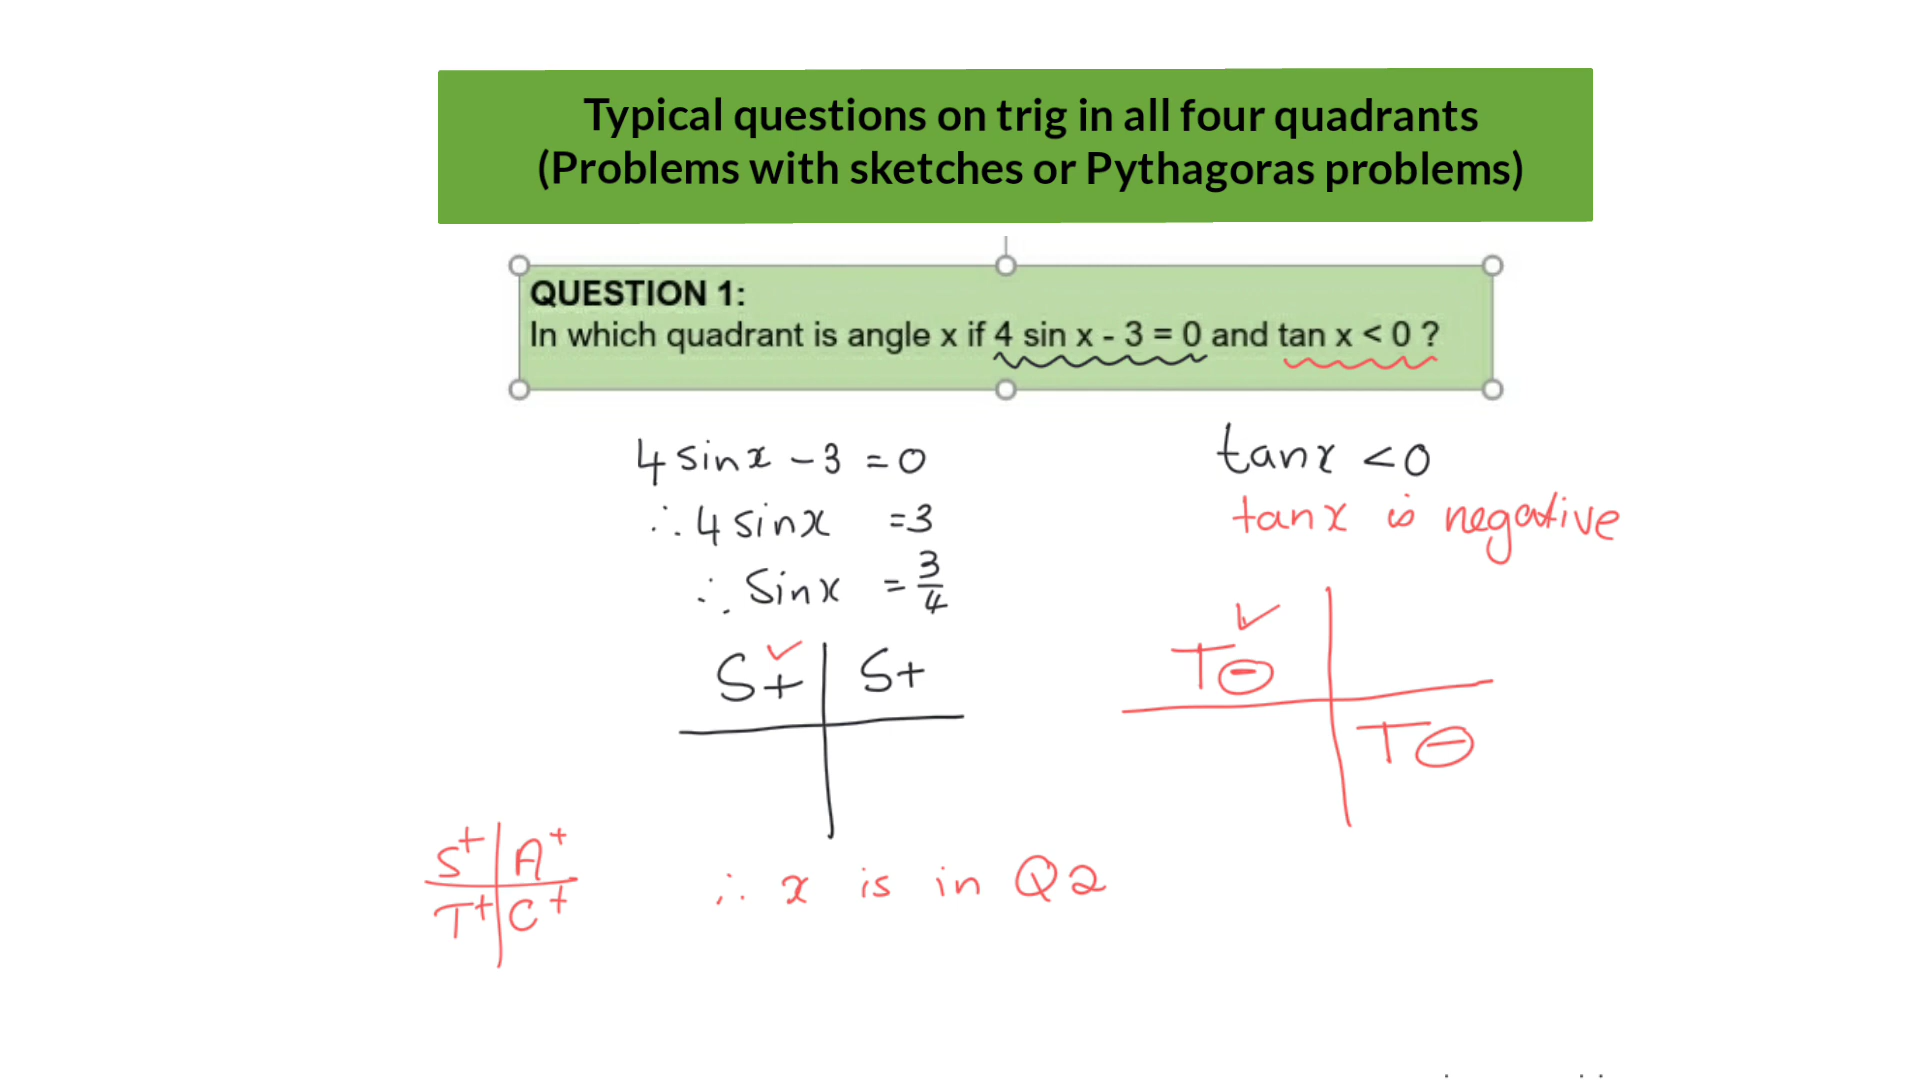 Typical questions on trig in all four quadrants
(Problems with sketches or Pythagoras problems)
QUESTION 1:
In which quadrant is angle x if 4 sin x - 3 = 0 and tan x < 0 ?
4 sin x - 3 = 0
∴ 4 sin x = 3
∴ Sin x = 3/4
S+ ✓ S+
tan x < 0
tan x is negative
T⊖ ✓
T⊖
S+ A+
T+ C+
∴ x is in Q2